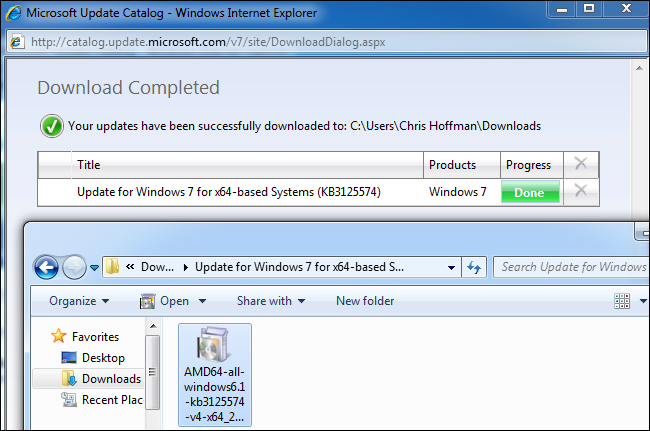 Microsoft Update Catalog - Windows Internet Explorer
http://catalog.update.microsoft.com/v7/site/DownloadDialog.aspx
Download Completed
Your updates have been successfully downloaded to: C:\Users\Chris Hoffman\Downloads
Title Products Progress
Update for Windows 7 for x64-based Systems (KB3125574) Windows 7 Done
« Dow... Update for Windows 7 for x64-based S... Search Update for Windows
Organize Open Share with New folder
Favorites
Desktop
Downloads
Recent Plac
AMD64-all-
windows6.1
-kb3125574
-v4-x64_2...